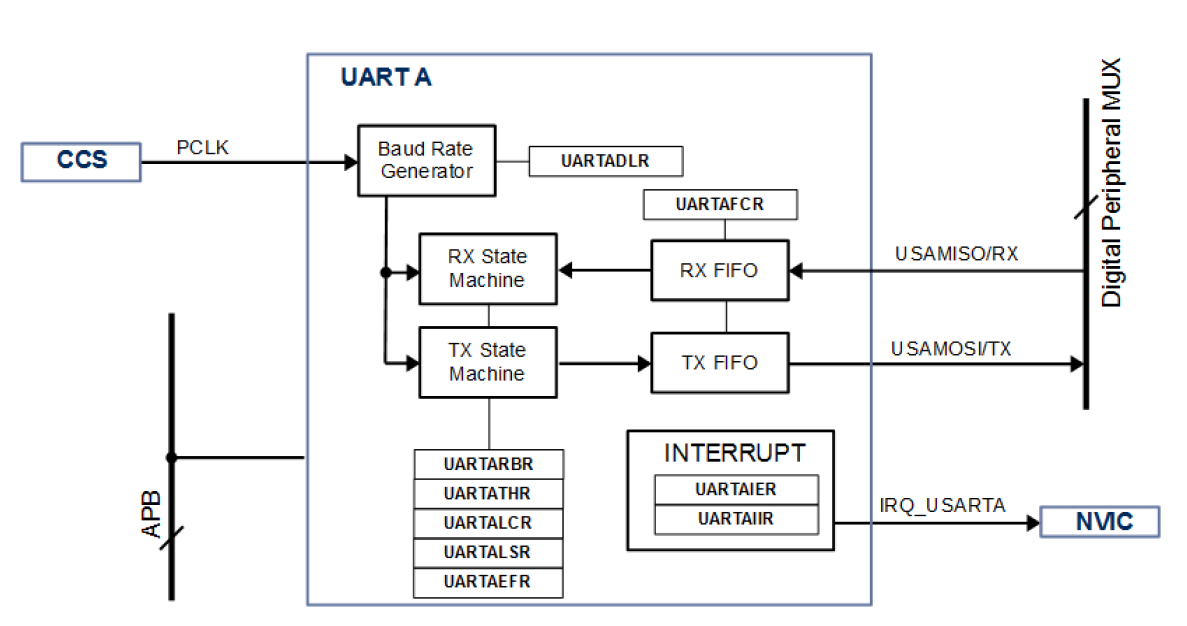 UART A
CCS
PCLK
Baud Rate
Generator
UARTADLR
UARTAFCR
RX State
Machine
RX FIFO
USAMISO/RX
Digital Peripheral MUX
TX State
Machine
TX FIFO
USAMOSI/TX
APB
UARTARBR
UARTATHR
UARTALCR
UARTALSR
UARTAEFR
INTERRUPT
UARTAIER
UARTAIIR
IRQ_USARTA
NVIC